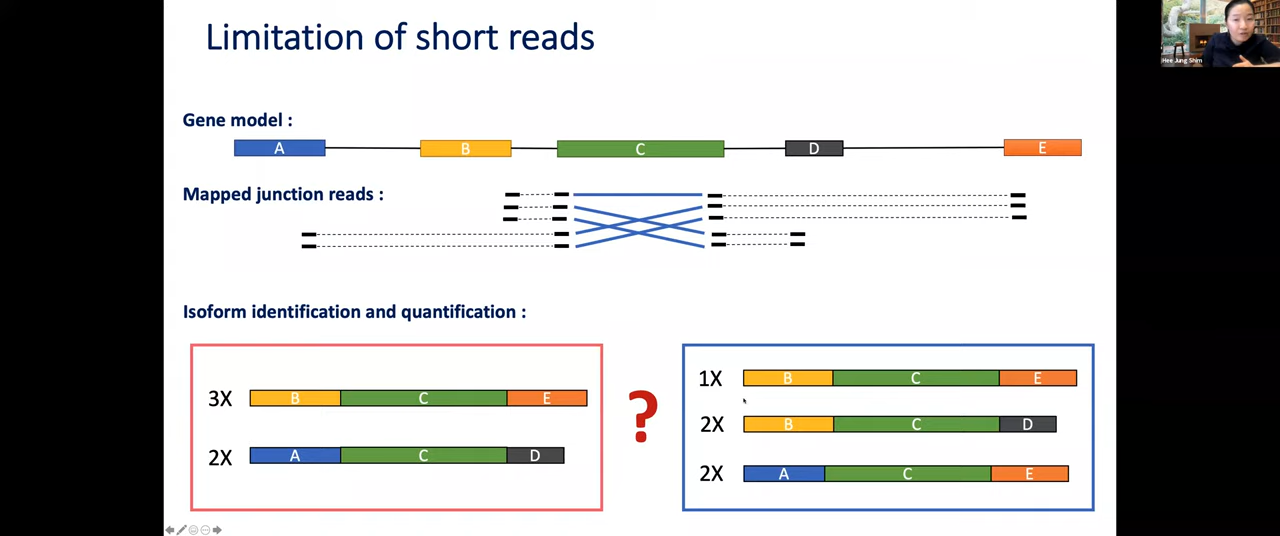 Limitation of short reads
Hee Jung Shim
Gene model :
A B C D E
Mapped junction reads :
Isoform identification and quantification :
3X B C E
2X A C D
?
1X B C E
2X B C D
2X A C E